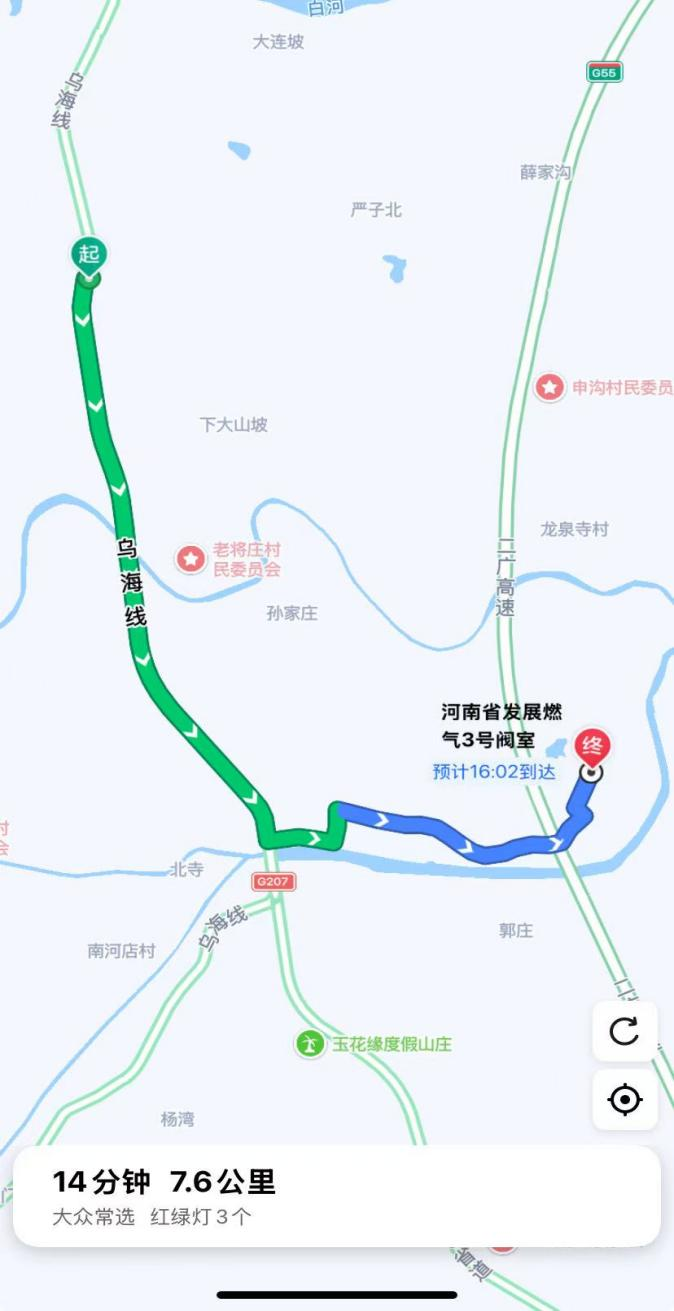 白河
大连坡
G55
乌海线
薛家沟
严子北
起
申沟村民委员
下大山坡
龙泉寺村
二广高速
老将庄村
民委员会
乌海线
孙家庄
河南省发展燃
气3号阀室
终
预计16:02到达
村
会
北寺
G207
乌海线
郭庄
南河店村
玉花缘度假山庄
杨湾
14分钟 7.6公里
大众常选 红绿灯3个
省道